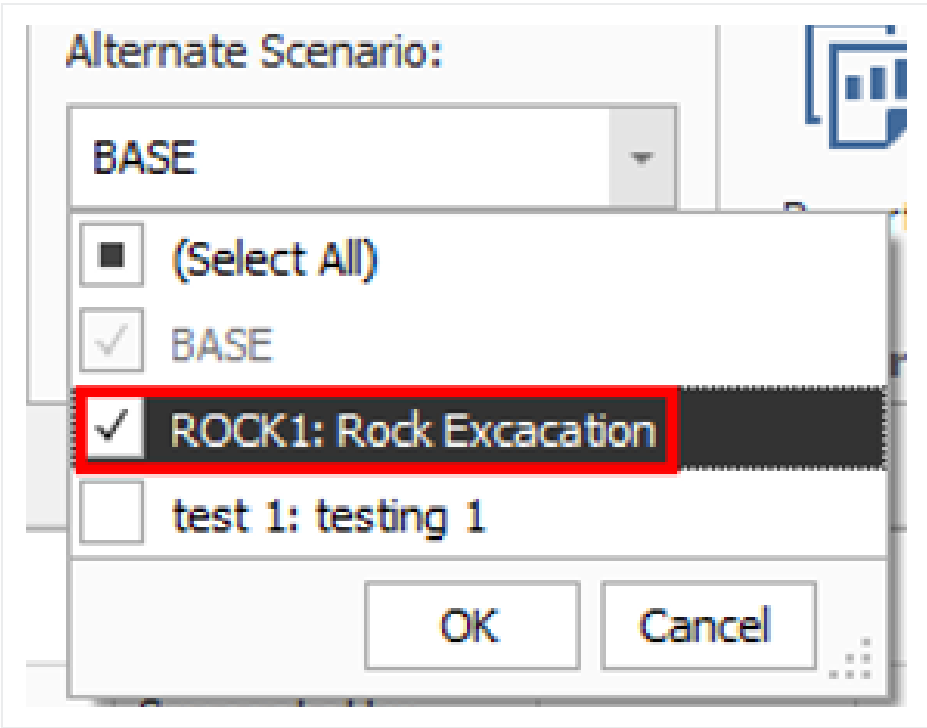 Alternate Scenario:
BASE
(Select All)
BASE
ROCK1: Rock Excacation
test 1: testing 1
OK
Cancel